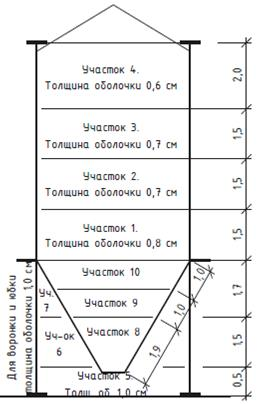 Участок 4.
Толщина оболочки 0,6 см
2,0
Участок 3.
Толщина оболочки 0,7 см
1,5
Участок 2.
Толщина оболочки 0,7 см
1,5
Участок 1.
Толщина оболочки 0,8 см
1,5
Для воронки и юбки
толщина оболочки 1,0 см
Участок 10
1,0
Уч.
7
Участок 9
1,0
1,7
Уч-ок
6
Участок 8
1,9
1,5
Участок 5
Толщ. об. 1,0 см
0,5